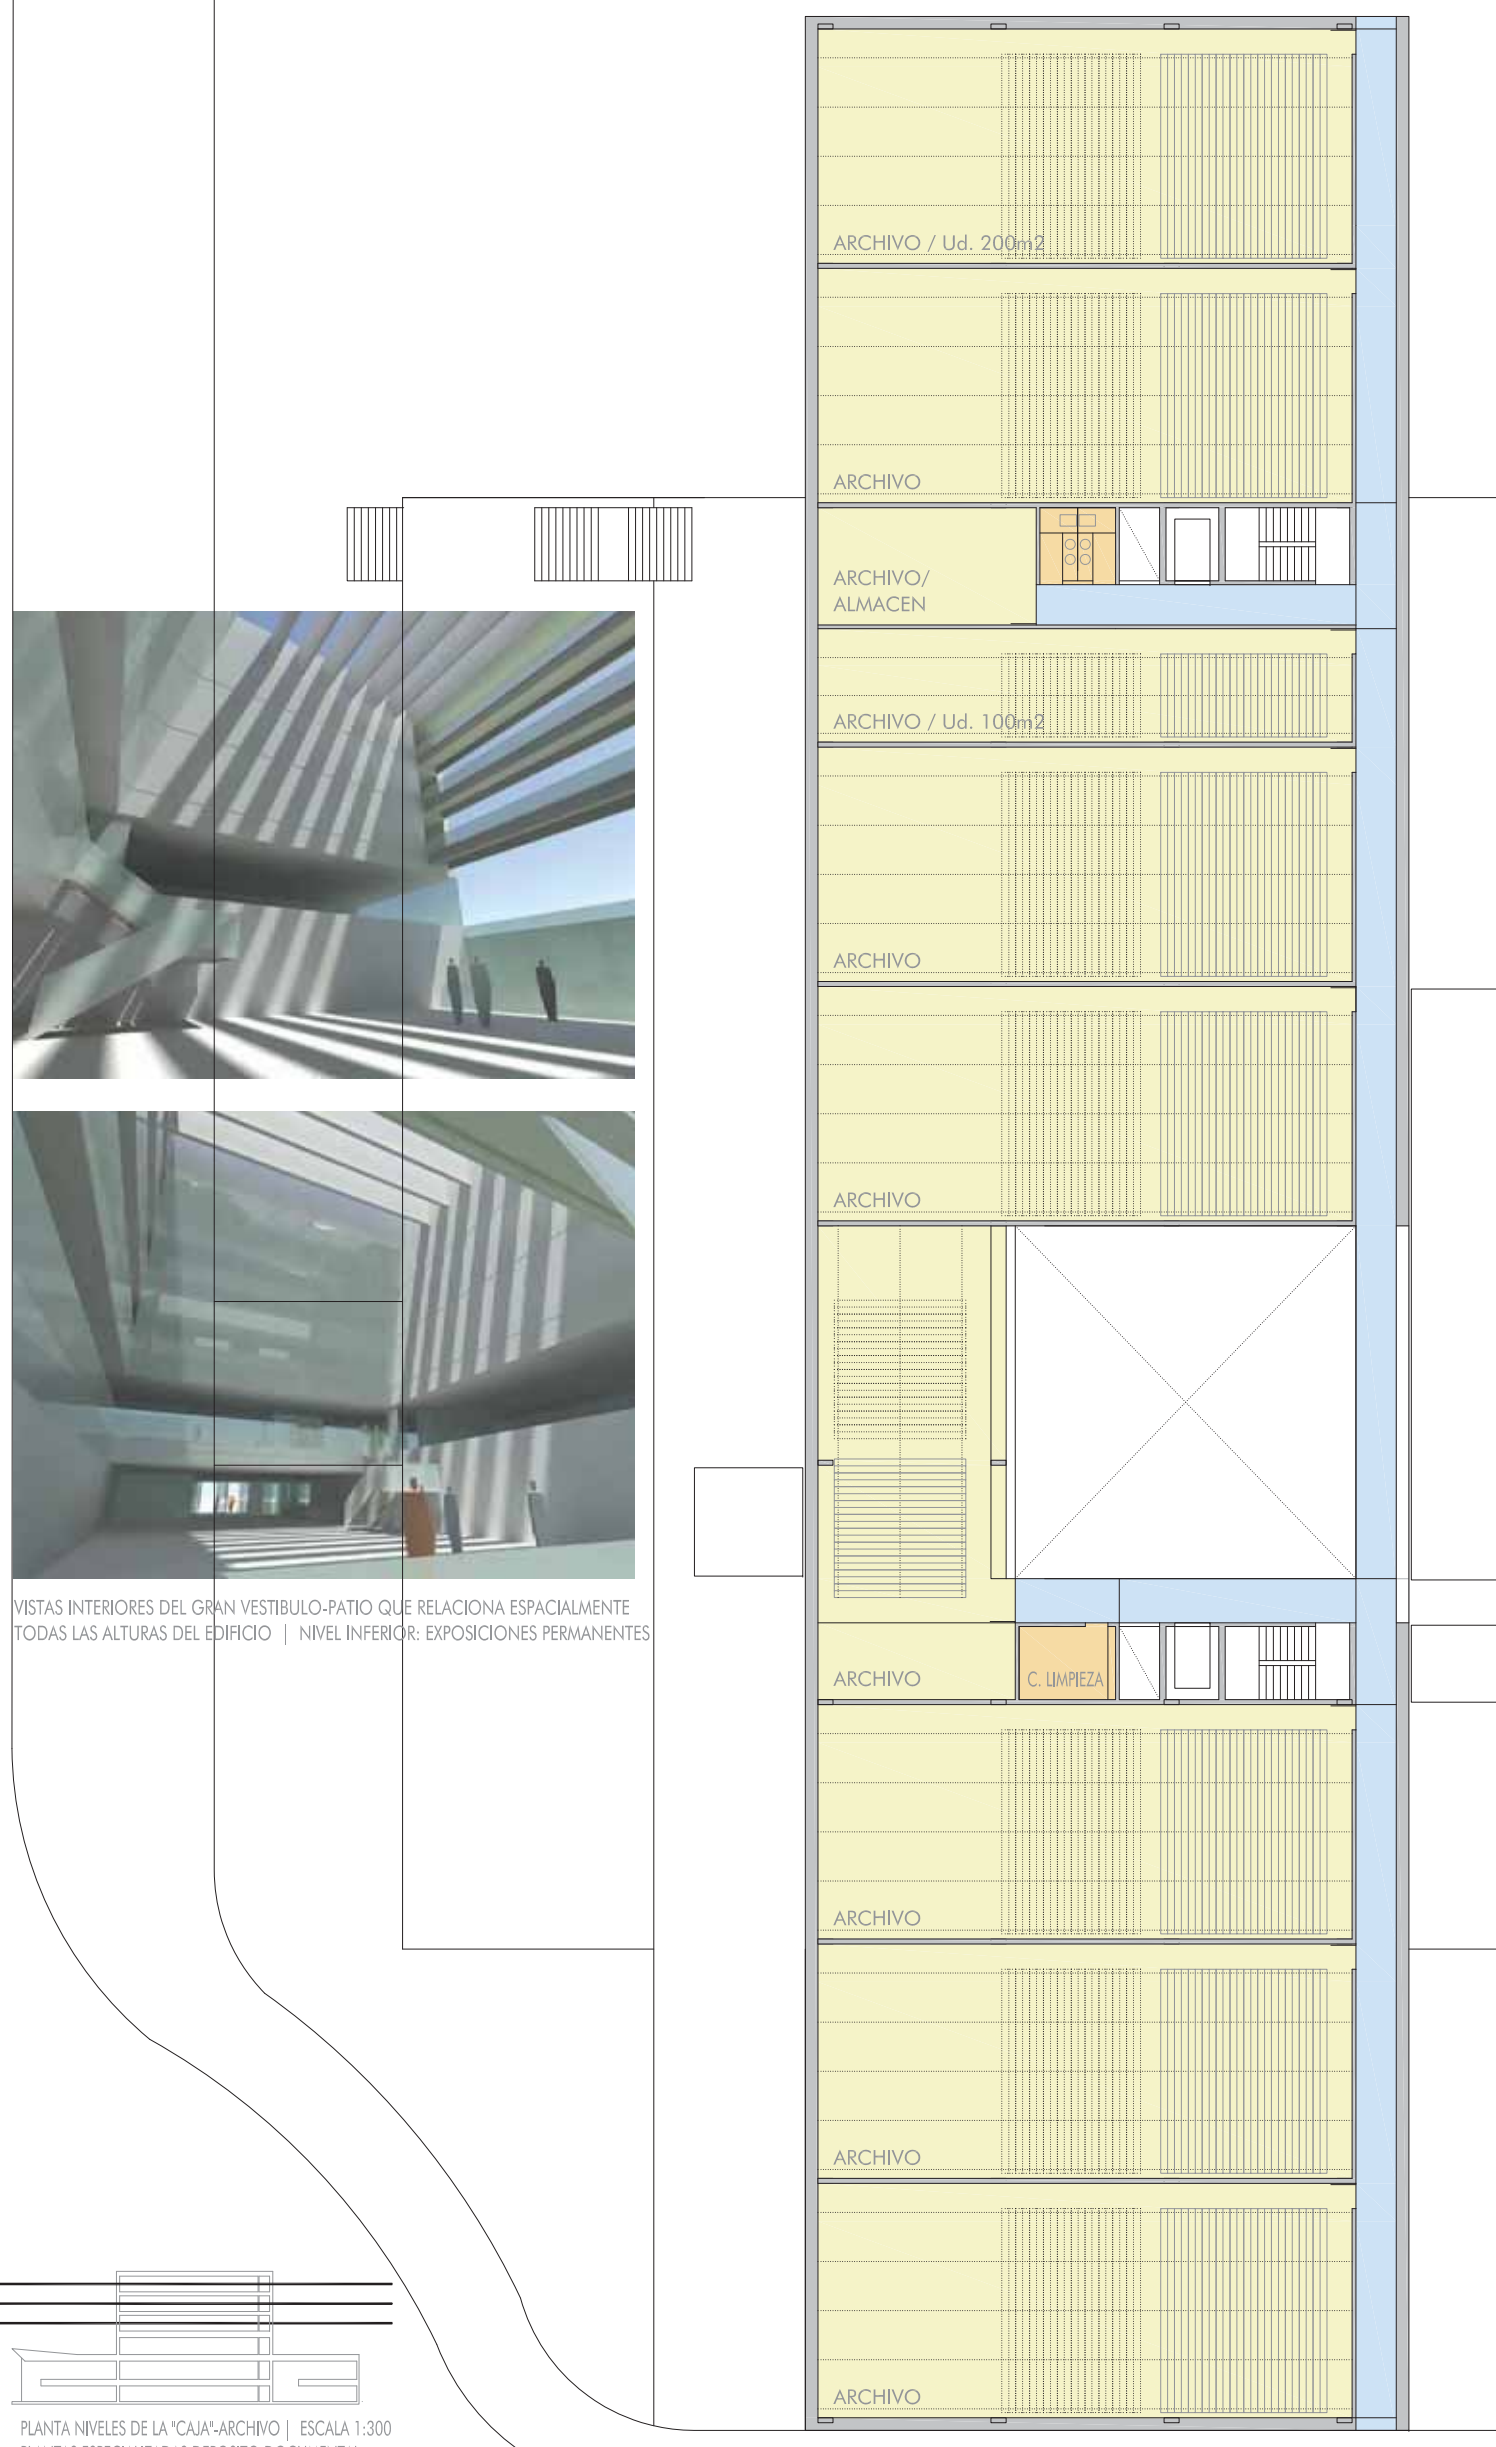 ARCHIVO / Ud. 200m2
ARCHIVO
ARCHIVO/
ALMACEN
ARCHIVO / Ud. 100m2
ARCHIVO
ARCHIVO
VISTAS INTERIORES DEL GRAN VESTIBULO-PATIO QUE RELACIONA ESPACIALMENTE
TODAS LAS ALTURAS DEL EDIFICIO | NIVEL INFERIOR: EXPOSICIONES PERMANENTES
ARCHIVO
C. LIMPIEZA
ARCHIVO
ARCHIVO
ARCHIVO
PLANTA NIVELES DE LA "CAJA"-ARCHIVO | ESCALA 1:300